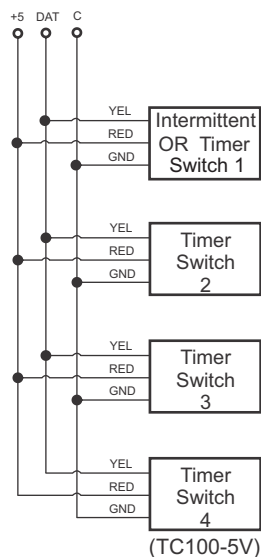 +5 DAT C
YEL
RED
GND
Intermittent
OR Timer
Switch 1
YEL
RED
GND
Timer
Switch
2
YEL
RED
GND
Timer
Switch
3
YEL
RED
GND
Timer
Switch
4
(TC100-5V)